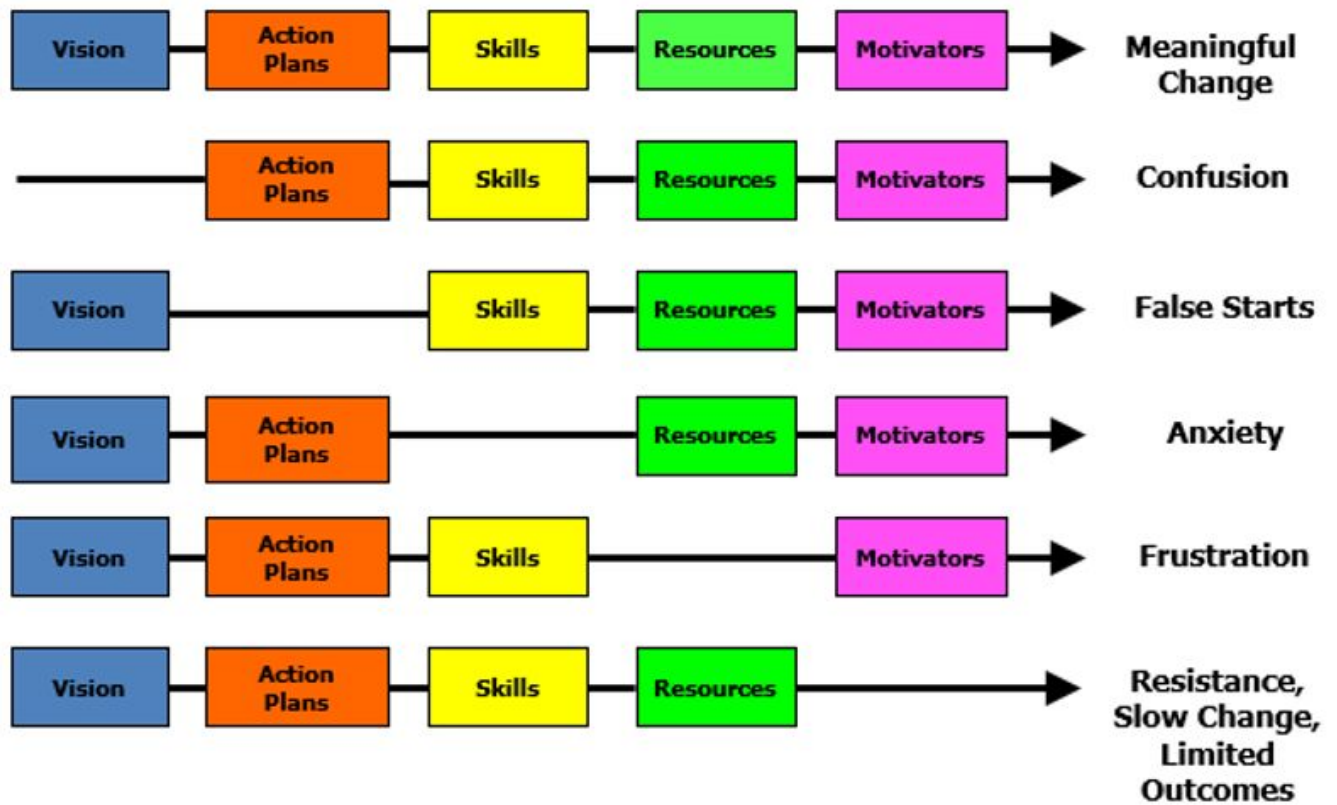 Vision
Action
Plans
Skills
Resources
Motivators
Meaningful
Change
Action
Plans
Skills
Resources
Motivators
Confusion
Vision
Skills
Resources
Motivators
False Starts
Vision
Action
Plans
Resources
Motivators
Anxiety
Vision
Action
Plans
Skills
Motivators
Frustration
Vision
Action
Plans
Skills
Resources
Resistance,
Slow Change,
Limited
Outcomes